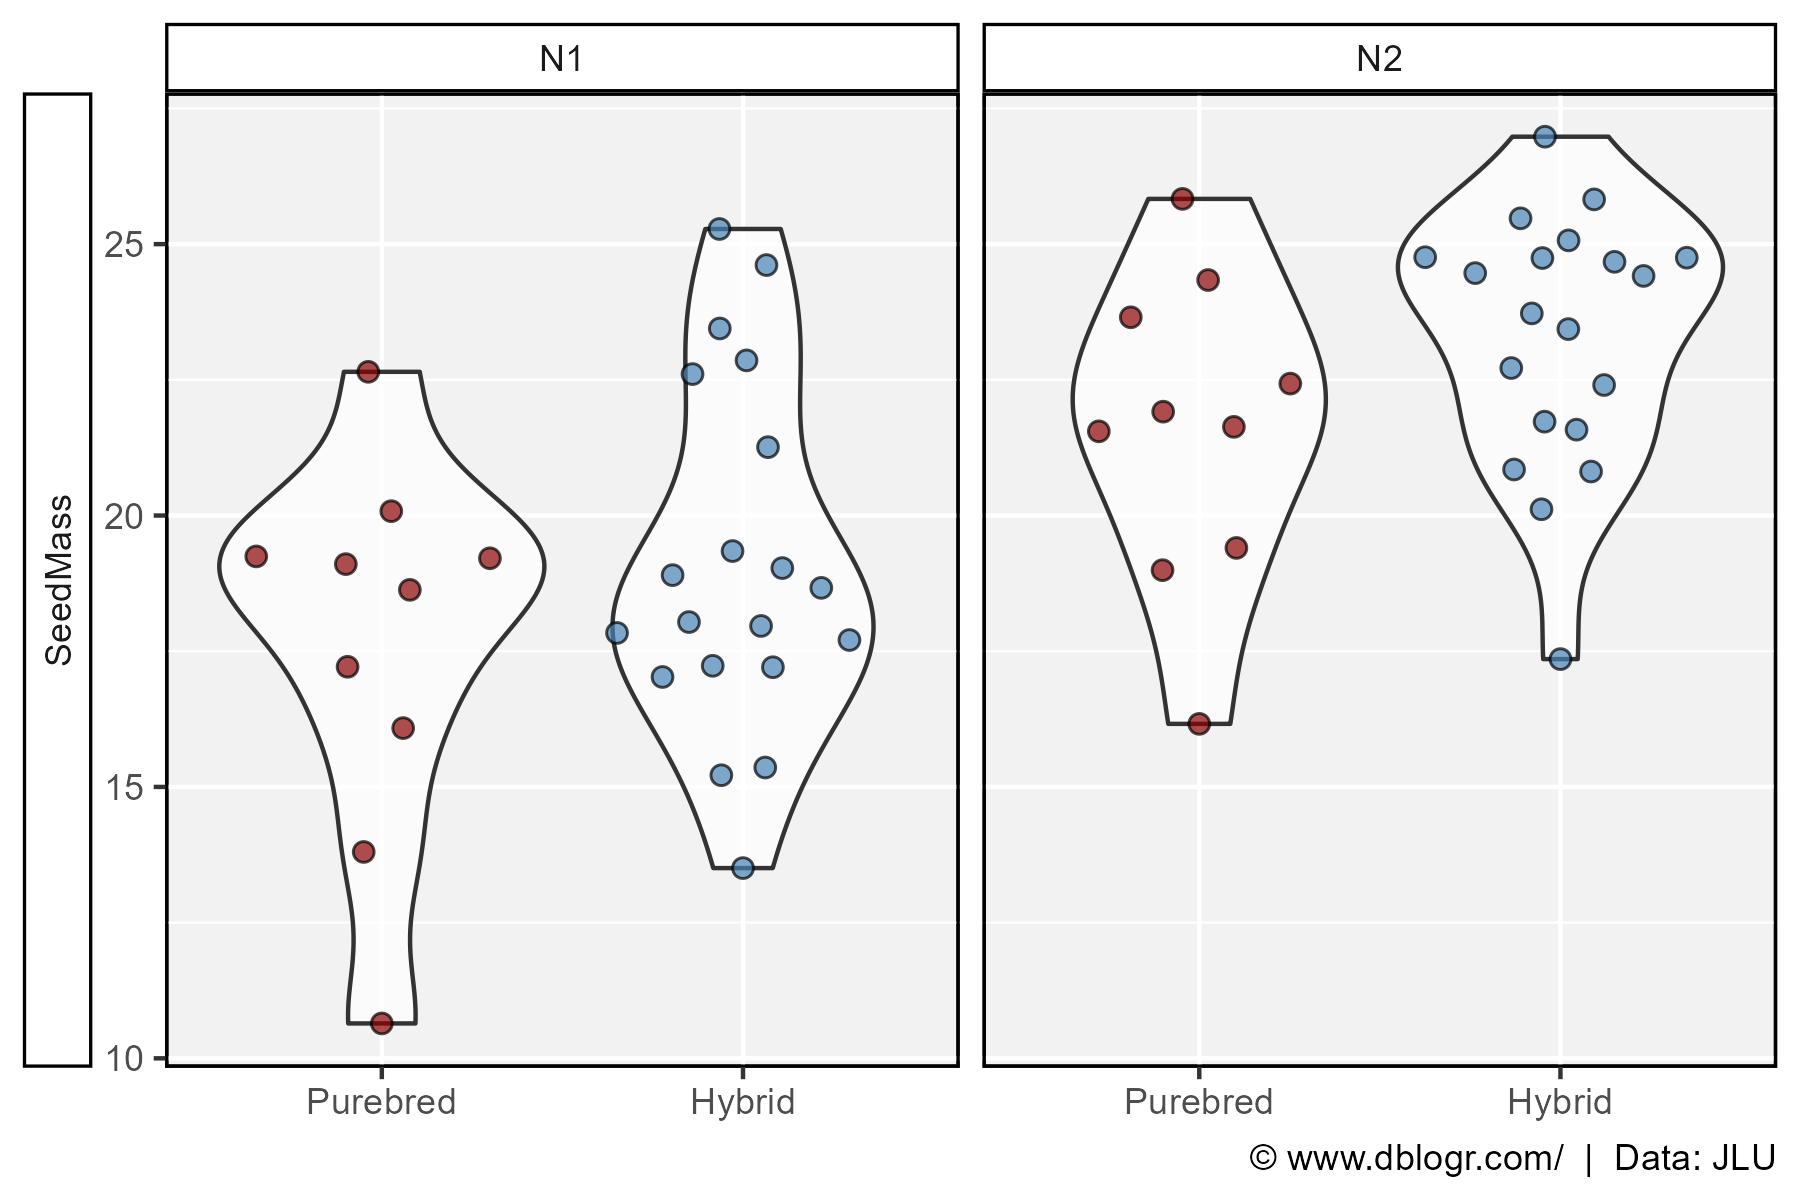 N1
N2
SeedMass
25
20
15
10
Purebred
Hybrid
Purebred
Hybrid
© www.dblogr.com/ | Data: JLU